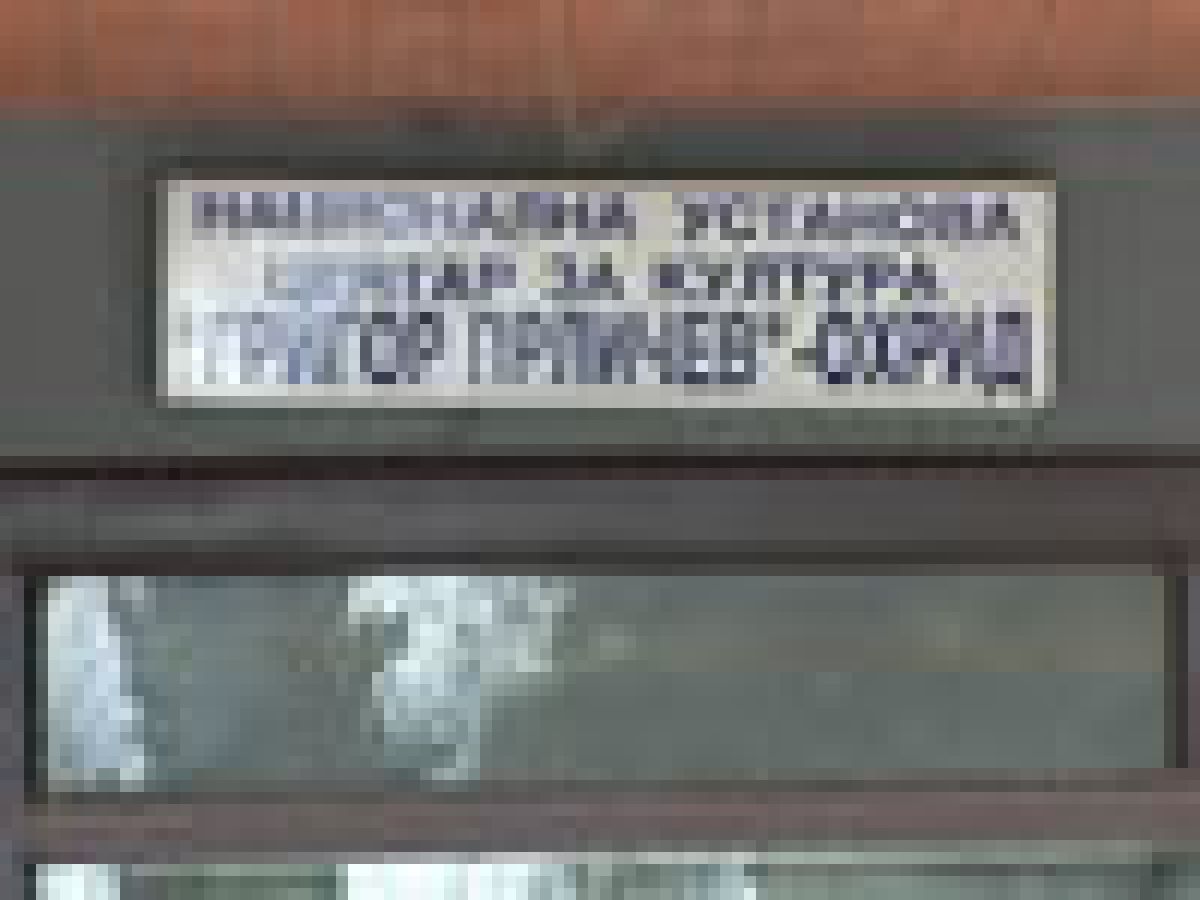 НАЦИОНАЛНА УСТАНОВА
ЦЕНТАР ЗА КУЛТУРА
"ГРИГОР ПРЛИЧЕВ"-ОХРИД